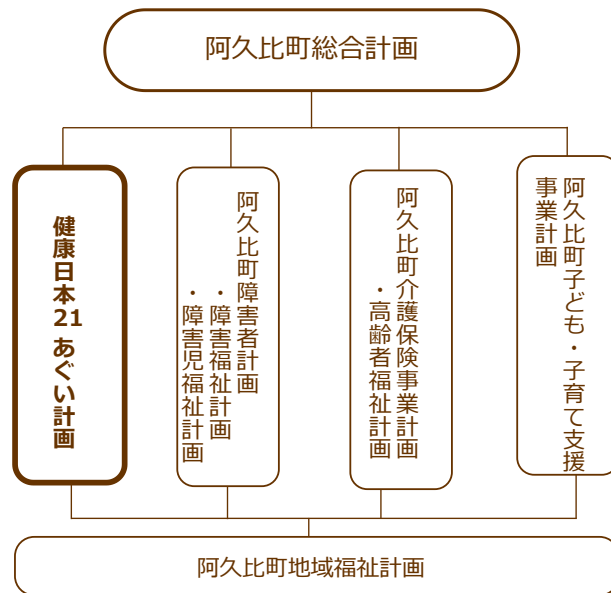 阿久比町総合計画
健康日本21 あぐい計画
阿久比町障害者計画
・障害福祉計画
・障害児福祉計画
阿久比町介護保険事業計画
・高齢者福祉計画
阿久比町子ども・子育て支援
事業計画
阿久比町地域福祉計画